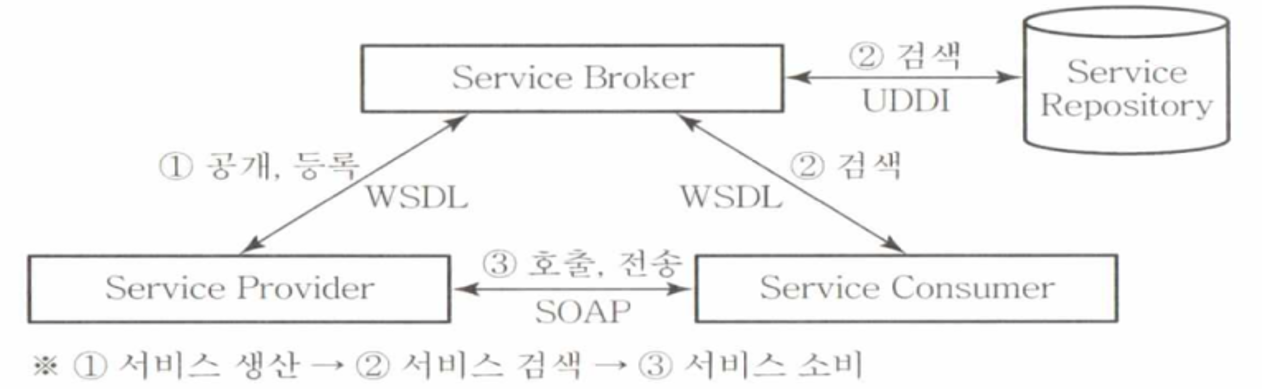 ② 검색
Service Broker
Service
Repository
UDDI
① 공개, 등록
② 검색
WSDL
WSDL
③ 호출, 전송
Service Provider
Service Consumer
SOAP
※ ① 서비스 생산 → ② 서비스 검색 → ③ 서비스 소비